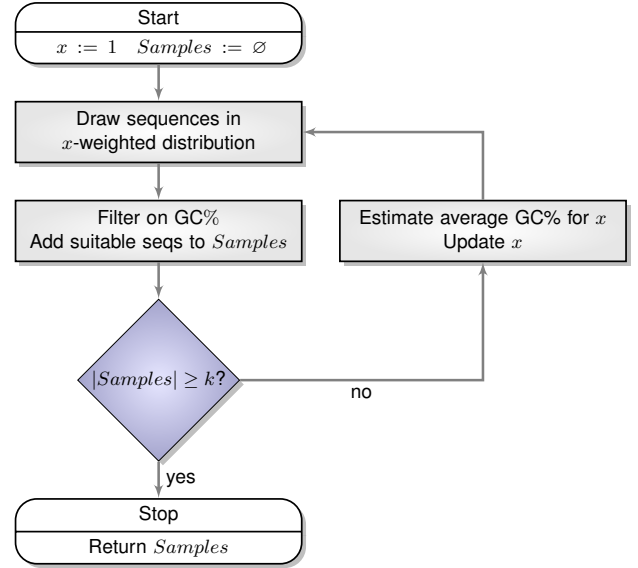 Start
x := 1 Samples := ∅
Draw sequences in
x-weighted distribution
Filter on GC%
Add suitable seqs to Samples
Estimate average GC% for x
Update x
|Samples| ≥ k?
no
yes
Stop
Return Samples